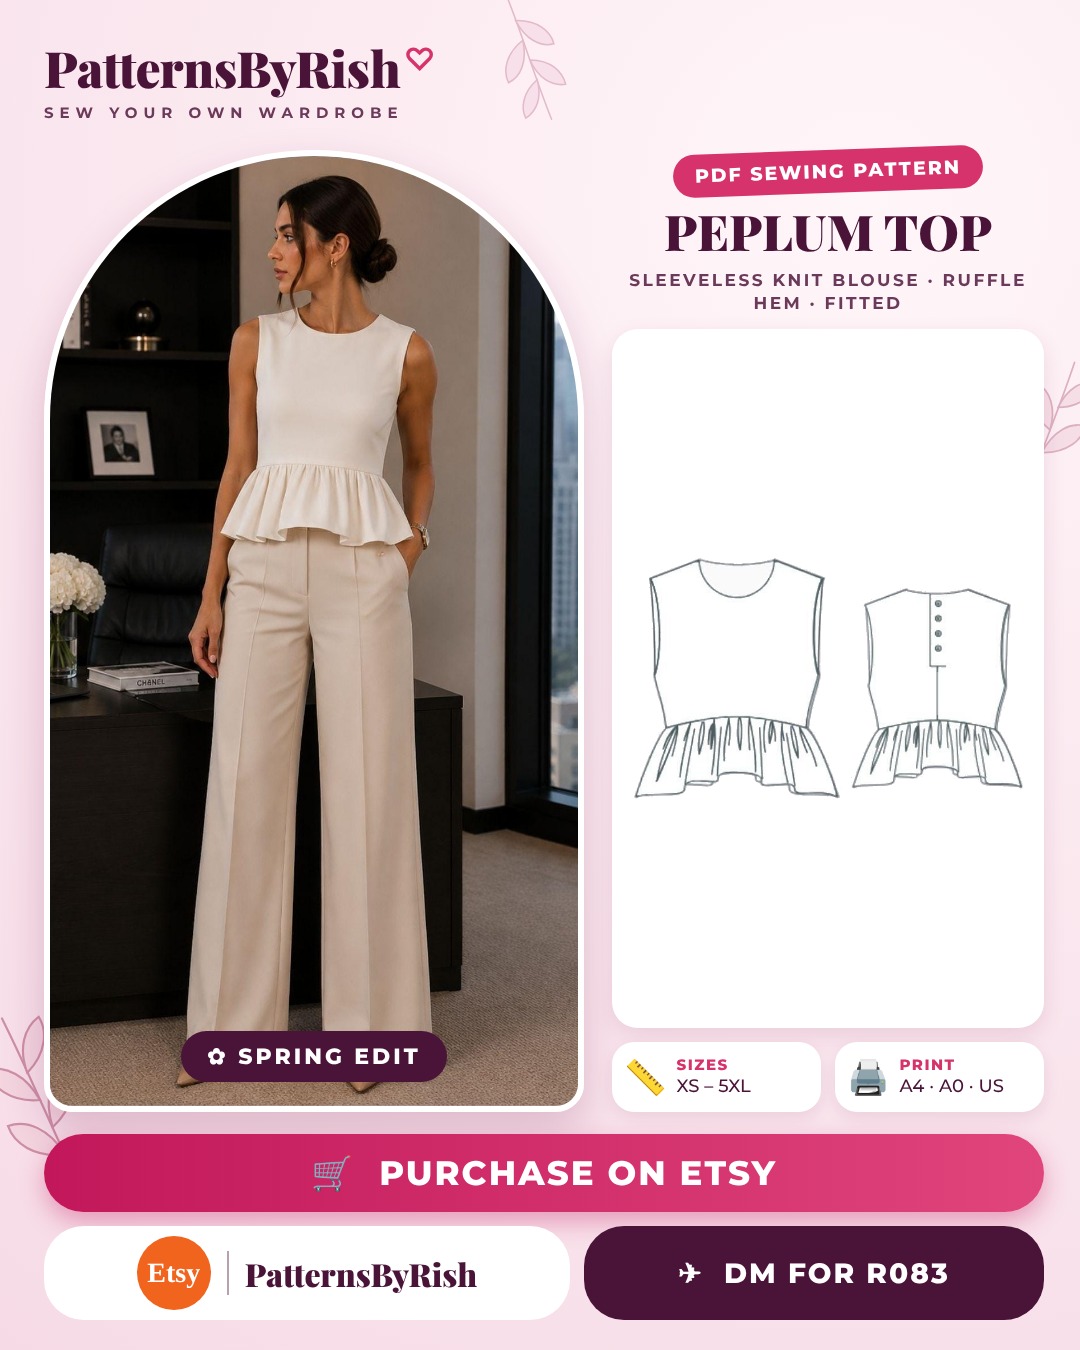 PatternsByRish
SEW YOUR OWN WARDROBE
PDF SEWING PATTERN
PEPLUM TOP
SLEEVELESS KNIT BLOUSE · RUFFLE
HEM · FITTED
CHANEL
✿ SPRING EDIT
SIZES
XS – 5XL
PRINT
A4 · A0 · US
PURCHASE ON ETSY
Etsy
PatternsByRish
✈ DM FOR R083